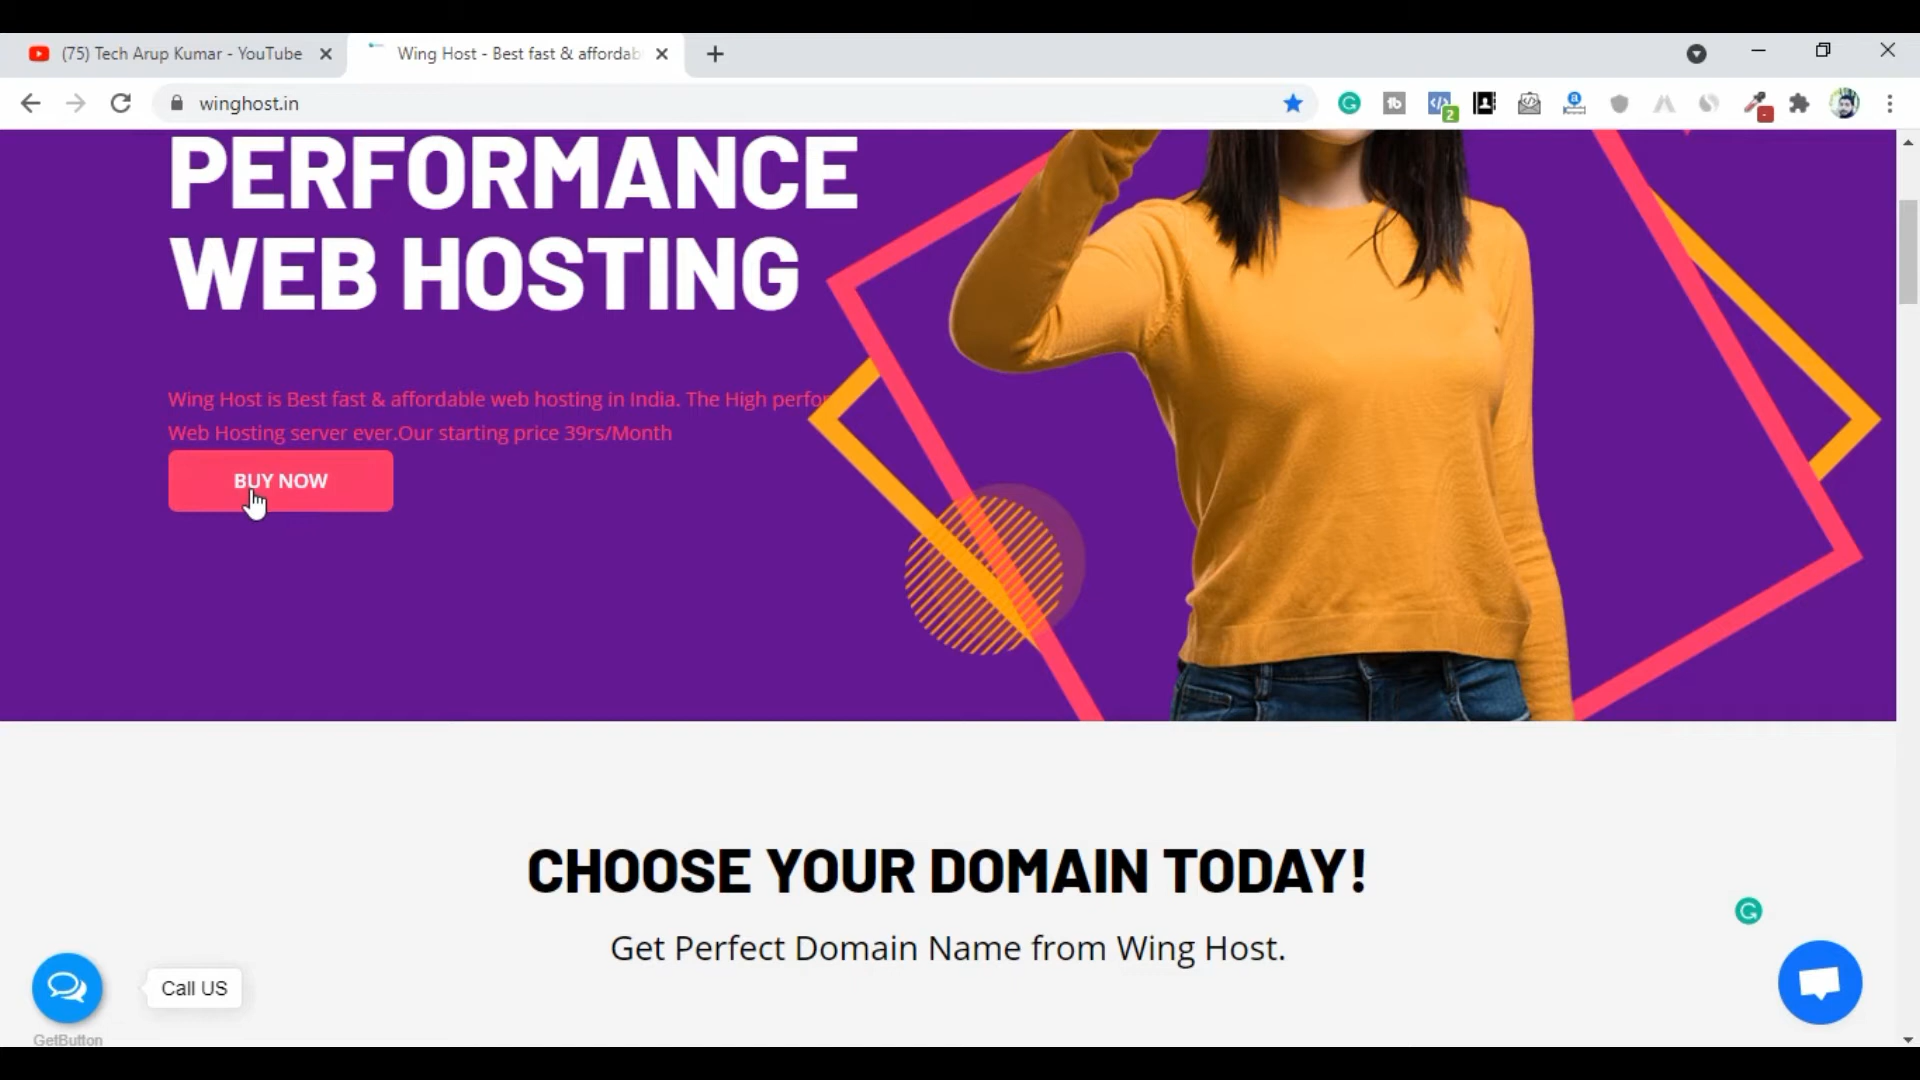 (75) Tech Arup Kumar - YouTube
Wing Host - Best fast & affordab
winghost.in
2
PERFORMANCE
WEB HOSTING
Wing Host is Best fast & affordable web hosting in India. The High perfor
Web Hosting server ever.Our starting price 39rs/Month
BUY NOW
CHOOSE YOUR DOMAIN TODAY!
Get Perfect Domain Name from Wing Host.
Call US
GetButton